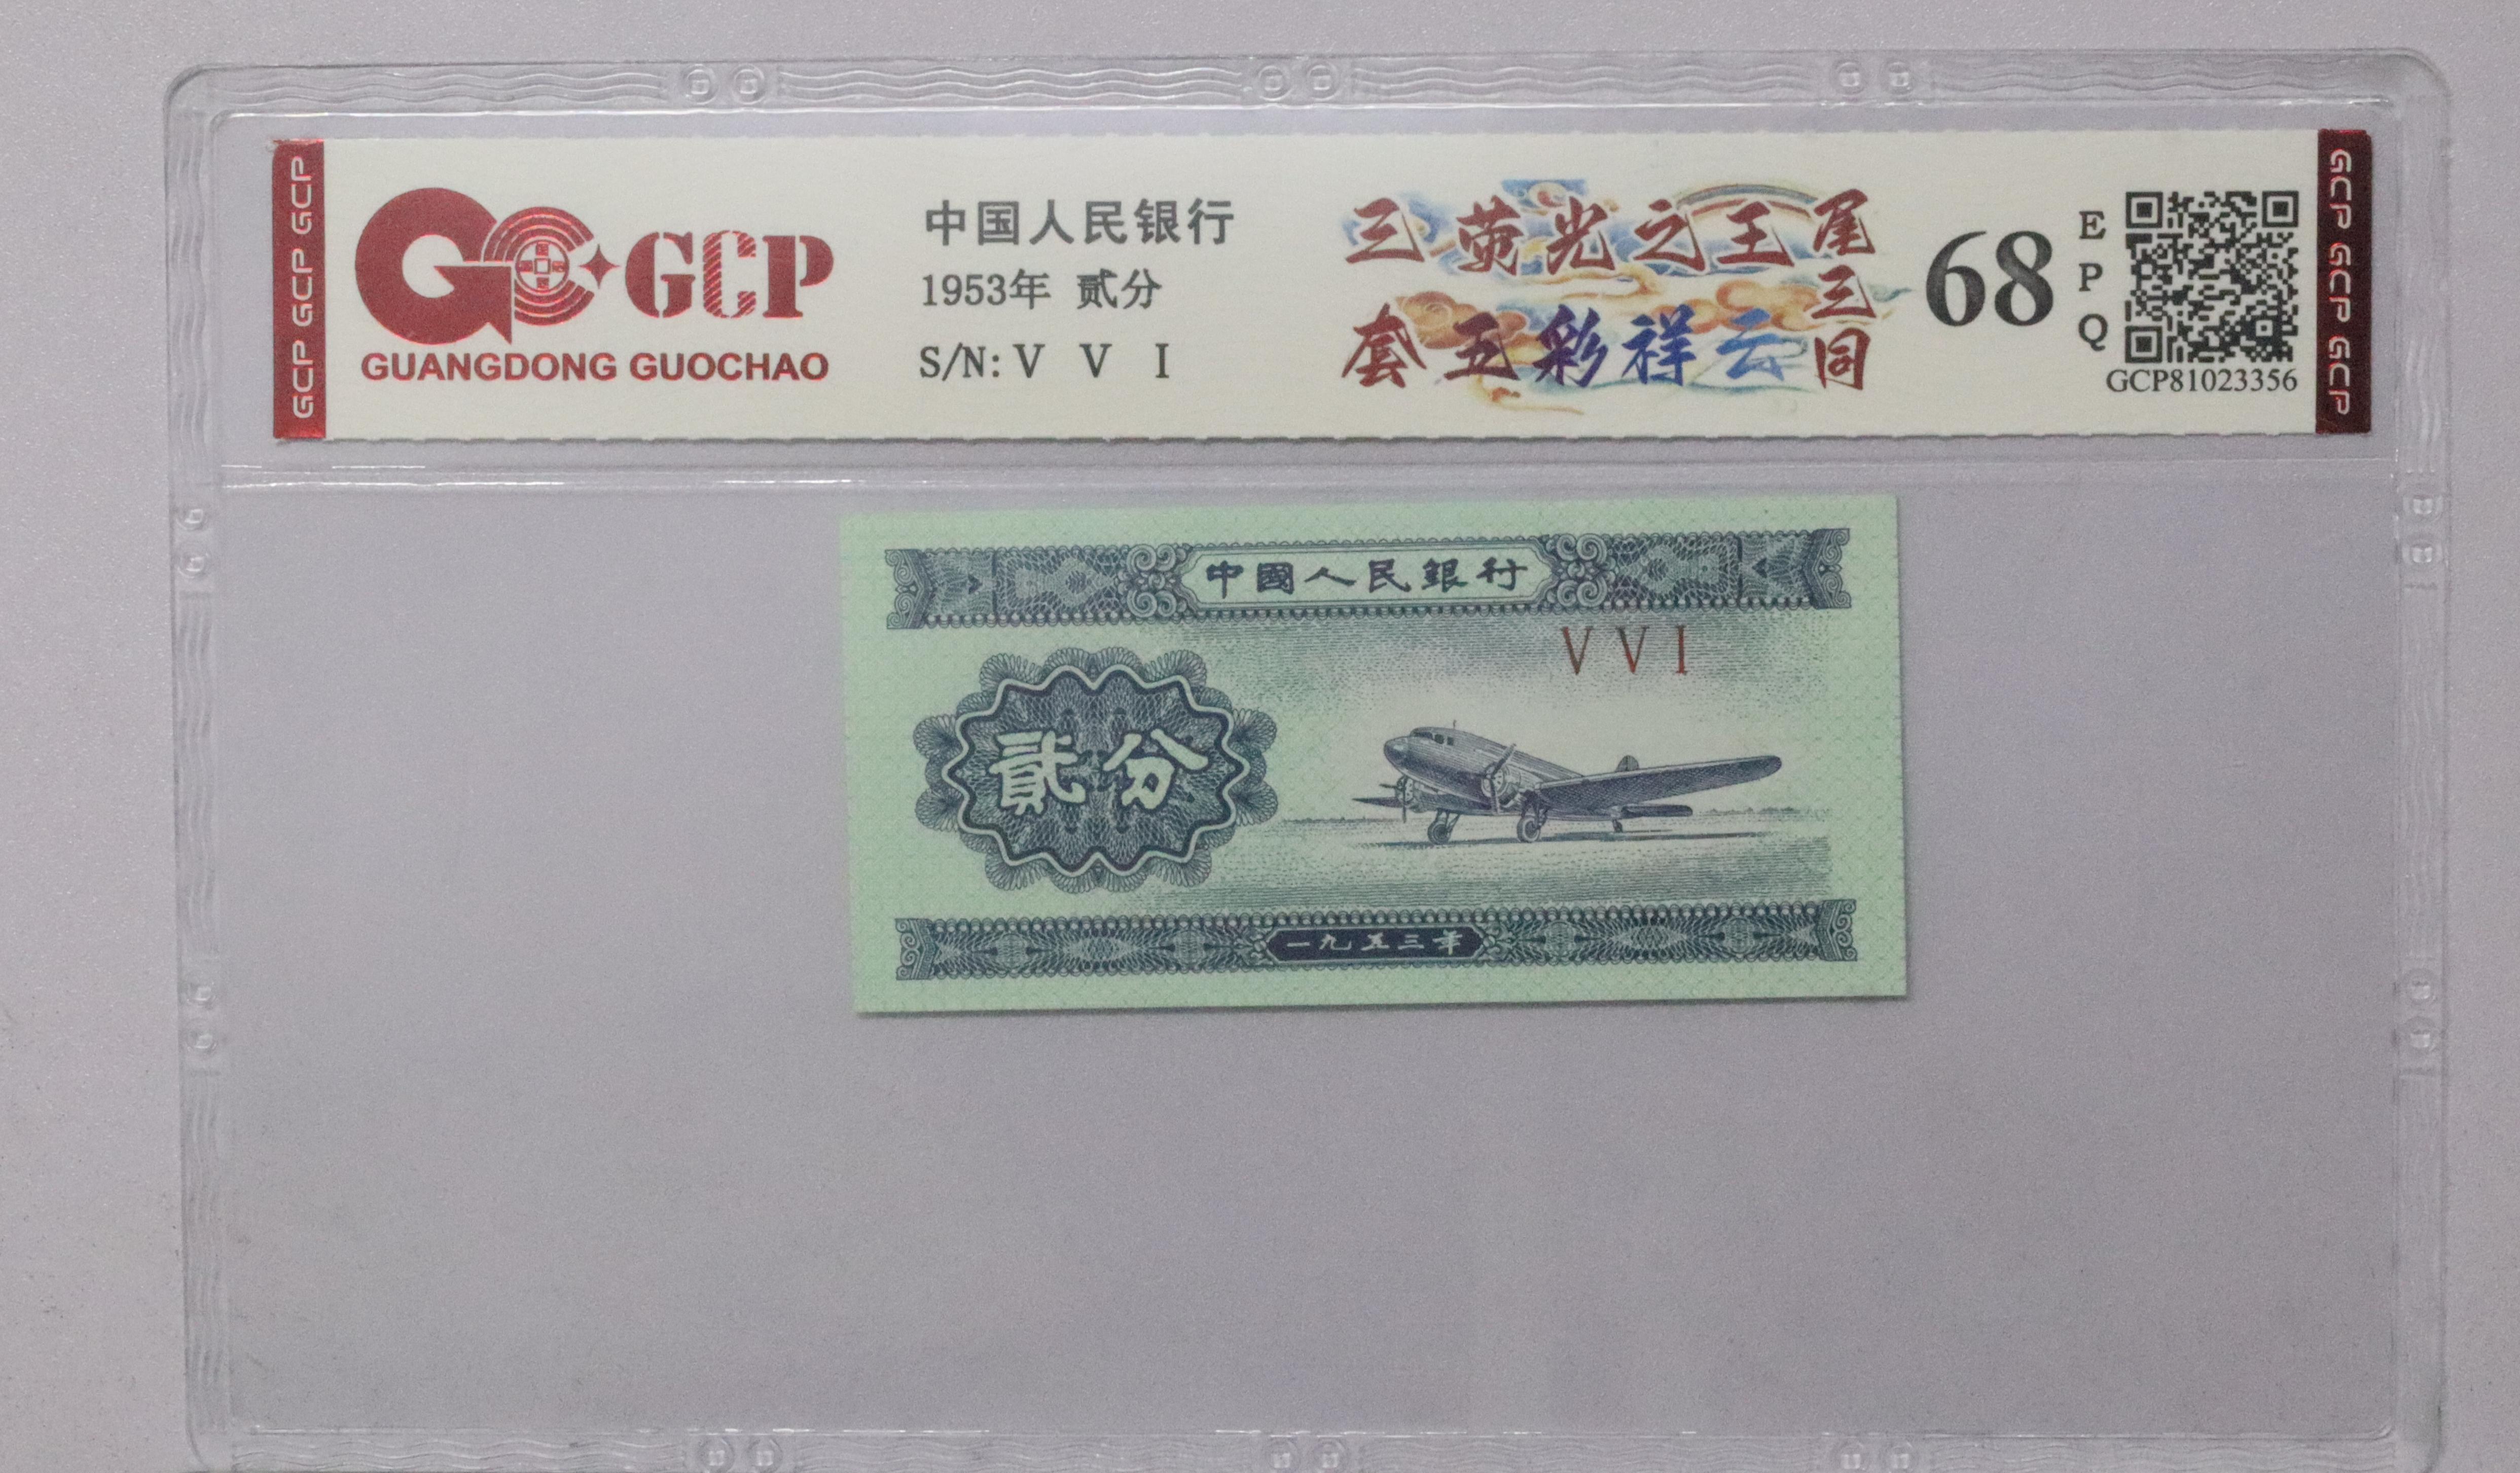 GCP GCP GCP
GCP
GUANGDONG GUOCHAO
中国人民银行
1953年 贰分
S/N: V V I
三荧光之王
套五彩祥云
尾三同
68
EPQ
GCP81023356
GCP GCP GCP
中國人民銀行
V V I
貳分
一九五三年